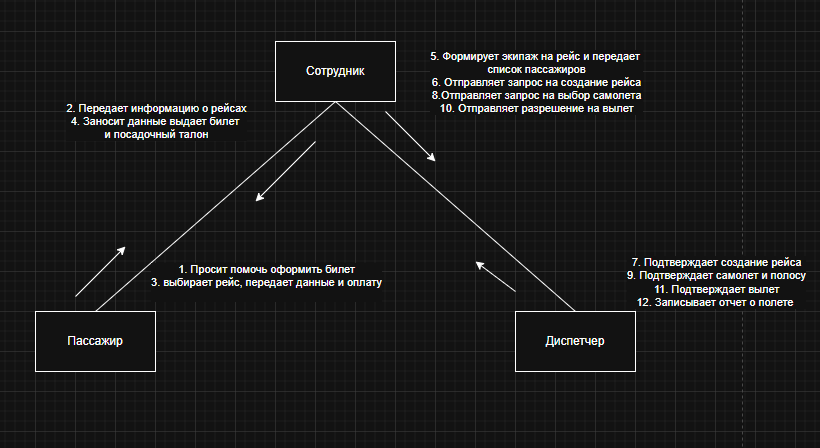 Сотрудник
5. Формирует экипаж на рейс и передает
список пассажиров
6. Отправляет запрос на создание рейса
8.Отправляет запрос на выбор самолета
10. Отправляет разрешение на вылет
2. Передает информацию о рейсах
4. Заносит данные выдает билет
и посадочный талон
1. Просит помочь оформить билет
3. выбирает рейс, передает данные и оплату
7. Подтверждает создание рейса
9. Подтверждает самолет и полосу
11. Подтверждает вылет
12. Записывает отчет о полете
Пассажир
Диспетчер